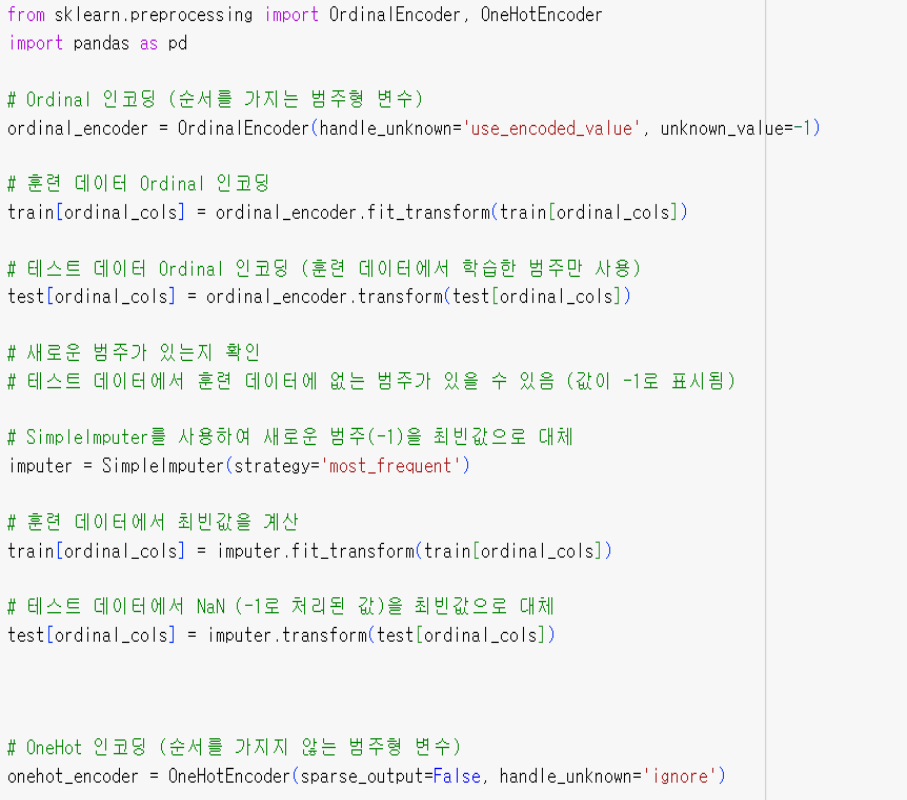 from sklearn.preprocessing import OrdinalEncoder, OneHotEncoder
import pandas as pd
# Ordinal 인코딩 (순서를 가지는 범주형 변수)
ordinal_encoder = OrdinalEncoder(handle_unknown='use_encoded_value', unknown_value=-1)
# 훈련 데이터 Ordinal 인코딩
train[ordinal_cols] = ordinal_encoder.fit_transform(train[ordinal_cols])
# 테스트 데이터 Ordinal 인코딩 (훈련 데이터에서 학습한 범주만 사용)
test[ordinal_cols] = ordinal_encoder.transform(test[ordinal_cols])
# 새로운 범주가 있는지 확인
# 테스트 데이터에서 훈련 데이터에 없는 범주가 있을 수 있음 (값이 -1로 표시됨)
# SimpleImputer를 사용하여 새로운 범주(-1)을 최빈값으로 대체
imputer = SimpleImputer(strategy='most_frequent')
# 훈련 데이터에서 최빈값을 계산
train[ordinal_cols] = imputer.fit_transform(train[ordinal_cols])
# 테스트 데이터에서 NaN (-1로 처리된 값)을 최빈값으로 대체
test[ordinal_cols] = imputer.transform(test[ordinal_cols])
# OneHot 인코딩 (순서를 가지지 않는 범주형 변수)
onehot_encoder = OneHotEncoder(sparse_output=False, handle_unknown='ignore')